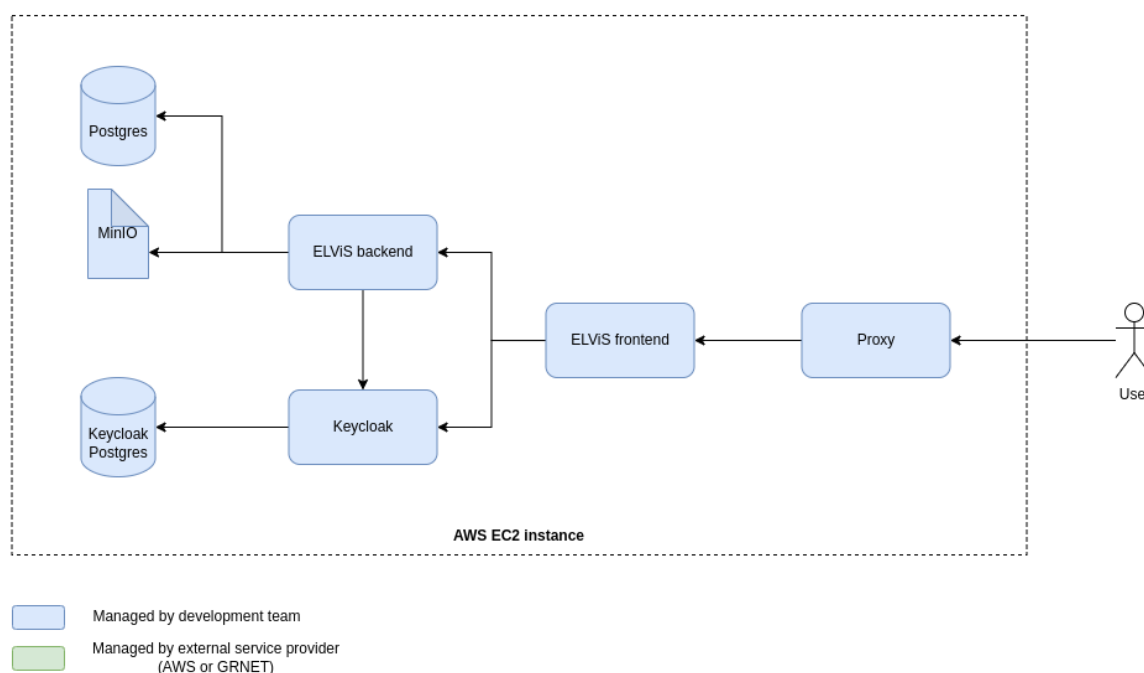 Postgres
MinIO
ELViS backend
ELViS frontend
Proxy
Use
Keycloak
Keycloak
Postgres
AWS EC2 instance
Managed by development team
Managed by external service provider
(AWS or GRNET)